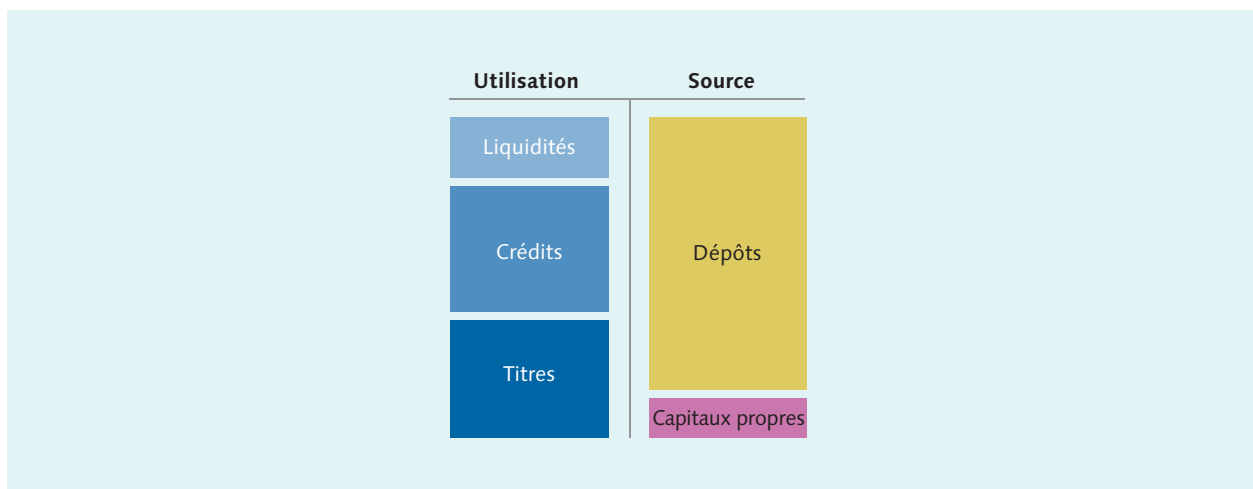 Utilisation
Source
Liquidités
Crédits
Dépôts
Titres
Capitaux propres